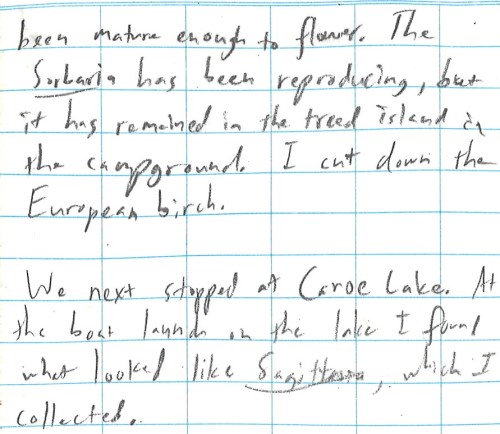 been mature enough to flower. The
Sorbaria has been reproducing, but
it has remained in the treed island in
the campground. I cut down the
European birch.
We next stopped at Canoe Lake. At
the boat launch on the lake I found
what looked like Sagittaria, which I
collected.